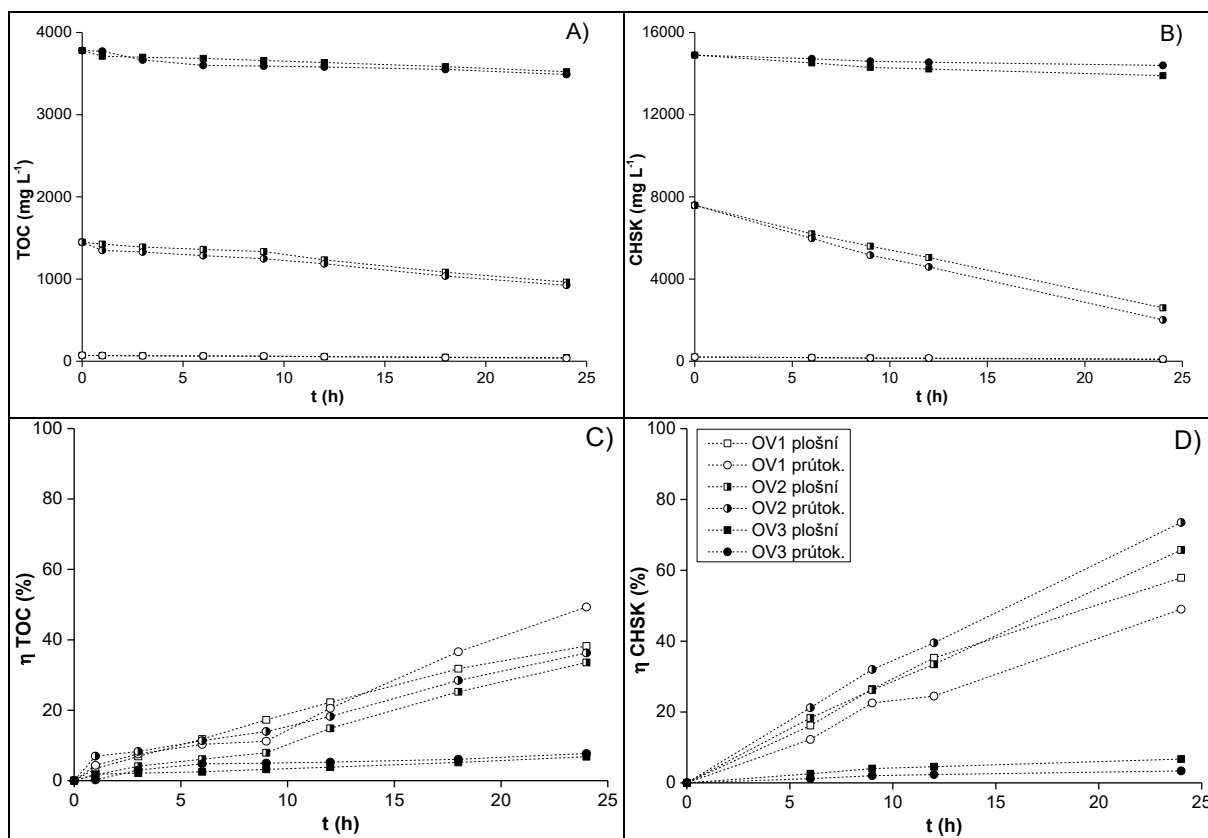 A)
TOC (mg L⁻¹)
4000
3000
2000
1000
0
0 5 10 15 20 25
t (h)
B)
CHSK (mg L⁻¹)
16000
12000
8000
4000
0
0 5 10 15 20 25
t (h)
C)
η TOC (%)
100
80
60
40
20
0
0 5 10 15 20 25
t (h)
D)
η CHSK (%)
100
80
60
40
20
0
OV1 plošní
OV1 prútok.
OV2 plošní
OV2 prútok.
OV3 plošní
OV3 prútok.
0 5 10 15 20 25
t (h)